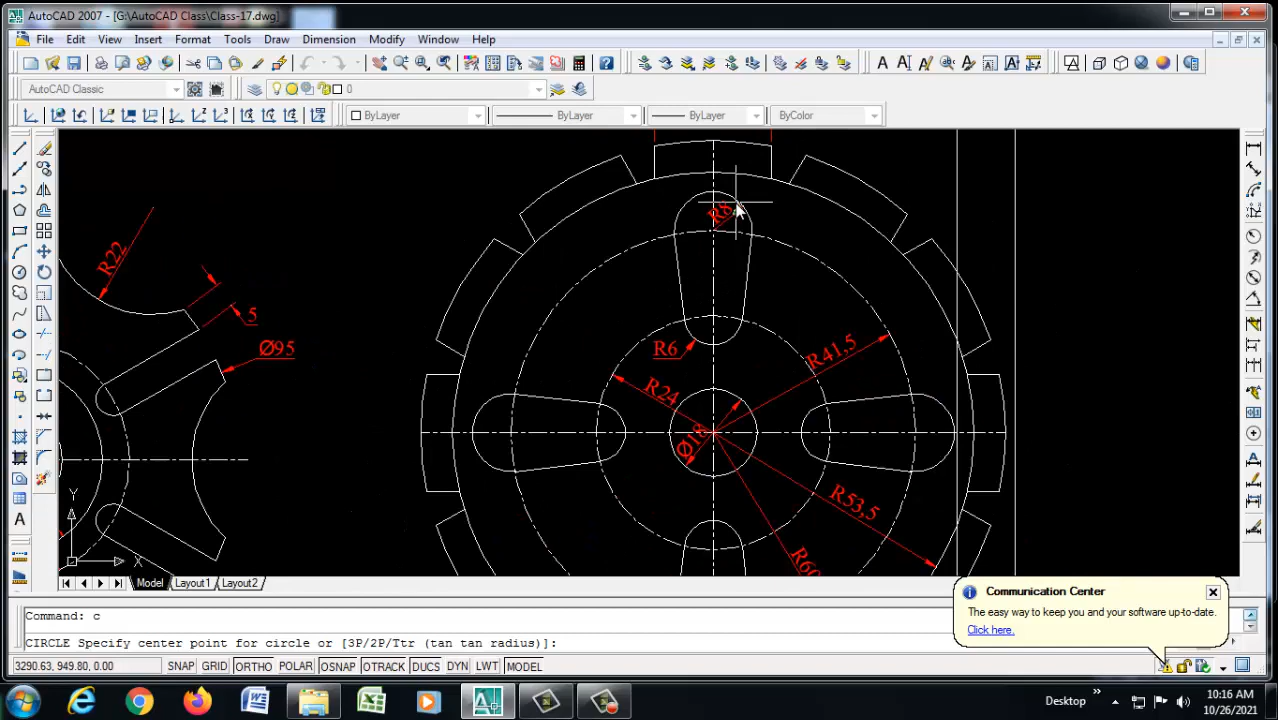 AutoCAD 2007 - [G:\AutoCAD Class\Class-17.dwg]
File Edit View Insert Format Tools Draw Dimension Modify Window Help
AutoCAD Classic 0
ByLayer ByLayer ByLayer ByColor
R8
R22
5
Ø95
R6
R41,5
R24
Ø18
R53,5
R60
Y
X
Model Layout1 Layout2
Communication Center
The easy way to keep you and your software up-to-date.
Click here.
Command: c
CIRCLE Specify center point for circle or [3P/2P/Ttr (tan tan radius)]:
3290.63, 949.80, 0.00 SNAP GRID ORTHO POLAR OSNAP OTRACK DUCS DYN LWT MODEL
Desktop
10:16 AM
10/26/2021